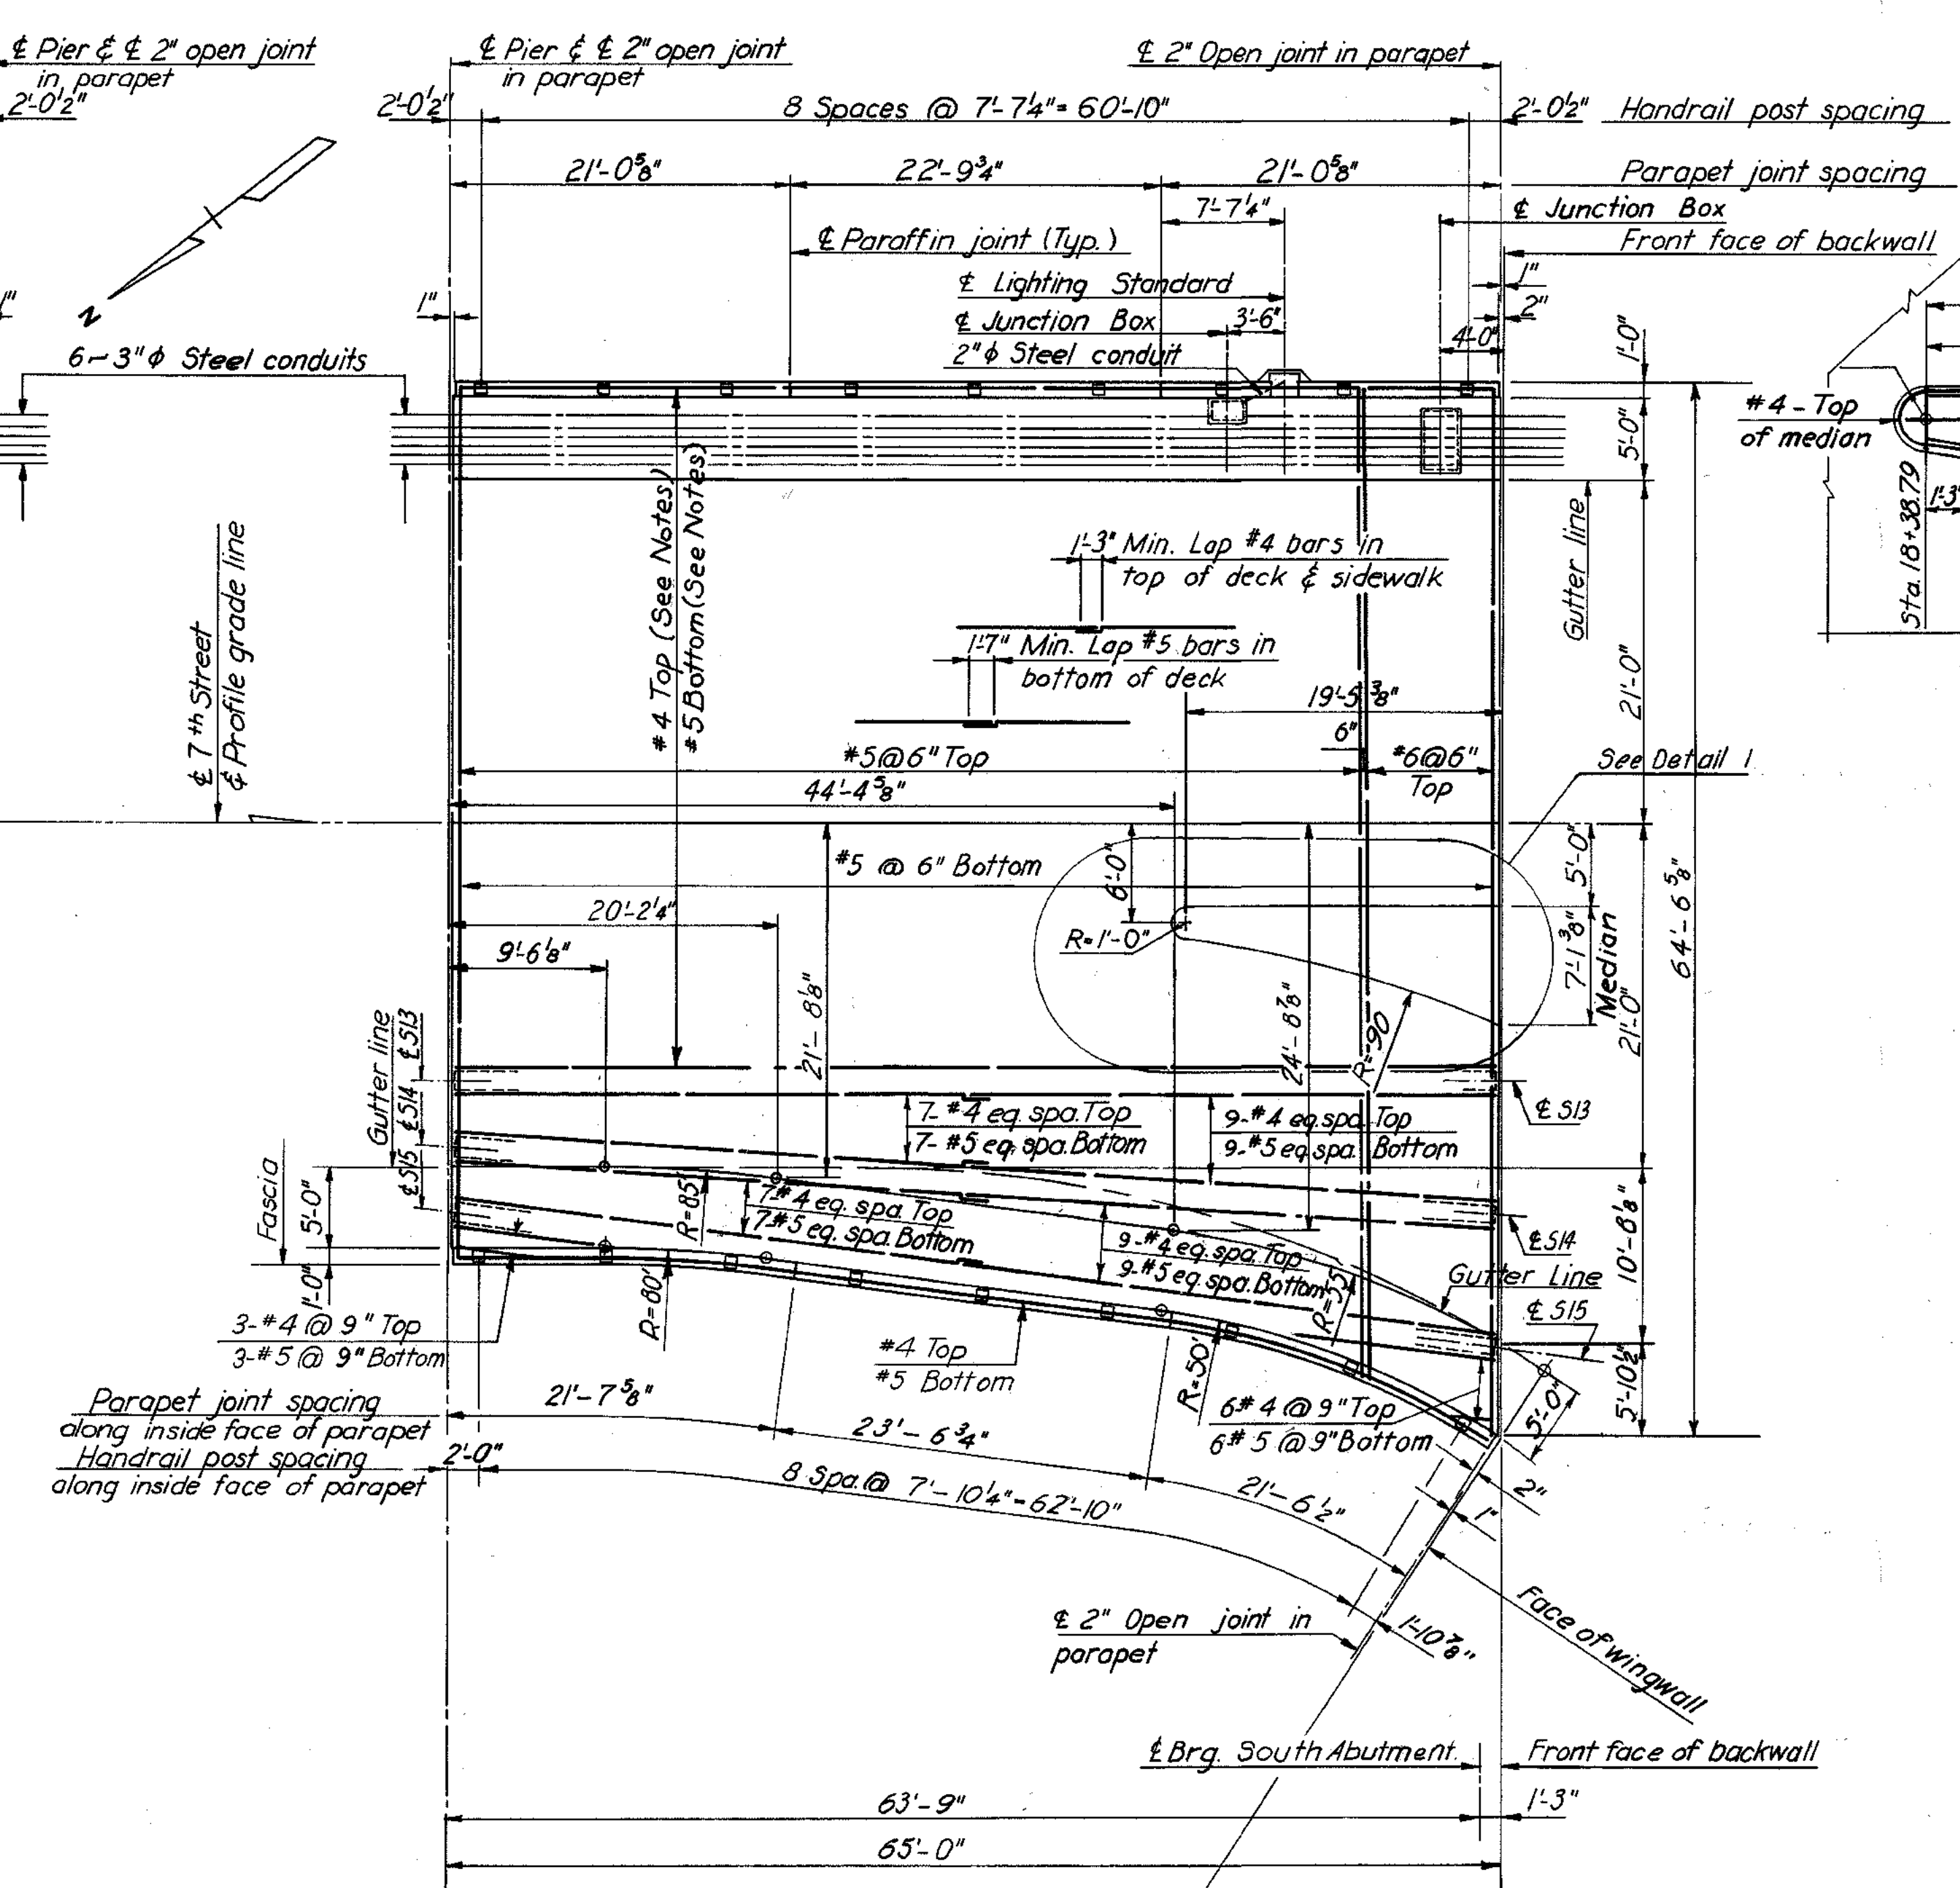 ℄ Pier & ℄ 2" open joint
in parapet
2'-0½"
℄ Pier & ℄ 2" open joint
in parapet
℄ 2" Open joint in parapet
2'-0½"
8 Spaces @ 7'-7¼" = 60'-10"
2'-0½"
Handrail post spacing
21'-0⅝"
22'-9¾"
21'-0⅝"
Parapet joint spacing
7'-7¼"
℄ Junction Box
℄ Paraffin joint (Typ.)
Front face of backwall
℄ Lighting Standard
1"
2"
1"
℄ Junction Box
3'-6"
4'-0"
1'-0"
N
6-3"ϕ Steel conduits
2"ϕ Steel conduit
#4 - Top
of median
5'-0"
Sta. 18+38.79
1'-3"
#4 Top (See Notes)
#5 Bottom (See Notes)
1'-3" Min. Lap #4 bars in
top of deck & sidewalk
Gutter line
℄ 7th Street
& Profile grade line
1'-7" Min. Lap #5 bars in
bottom of deck
21'-0"
19'-5⅜"
6"
#5 @ 6" Top
#6 @ 6"
Top
See Detail 1
44'-4⅝"
64'-6⅝"
#5 @ 6" Bottom
6'-0"
5'-0"
20'-2¼"
R=1'-0"
7'-1⅜"
Median
21'-0"
9'-6⅛"
21'-8⅛"
24'-8⅞"
R=90
Gutter line
℄ S13
℄ S14
℄ S15
7-#4 eq. spa. Top
7-#5 eq. spa. Bottom
9-#4 eq. spa. Top
9-#5 eq. spa. Bottom
℄ S13
Fascia
5'-0"
1'-0"
R=85'
7#4 eq. spa. Top
7#5 eq. spa. Bottom
9-#4 eq. spa. Top
9-#5 eq. spa. Bottom
℄ S14
10'-8⅛"
Gutter Line
℄ S15
R=80'
R=55'
3-#4 @ 9" Top
3-#5 @ 9" Bottom
#4 Top
#5 Bottom
R=50'
6#4 @ 9" Top
6#5 @ 9" Bottom
5'-0"
5'-10½"
Parapet joint spacing
along inside face of parapet
21'-7⅝"
23'-6¾"
21'-6½"
Handrail post spacing
along inside face of parapet
2'-0"
8 Spa. @ 7'-10¼" = 62'-10"
2"
1"
℄ 2" Open joint in
parapet
1'-10⅞"
Face of wingwall
℄ Brg. South Abutment
Front face of backwall
63'-9"
1'-3"
65'-0"